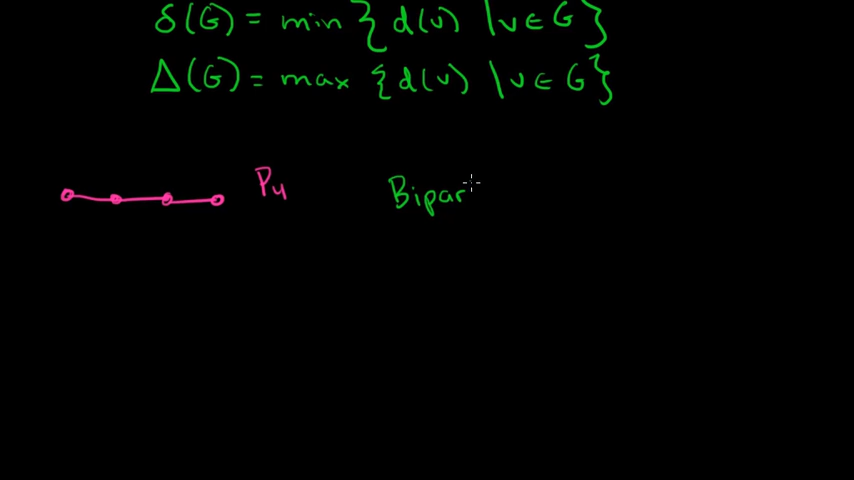 δ(G) = min { d(v) | v ∈ G }
Δ(G) = max { d(v) | v ∈ G }
P4 Bipar